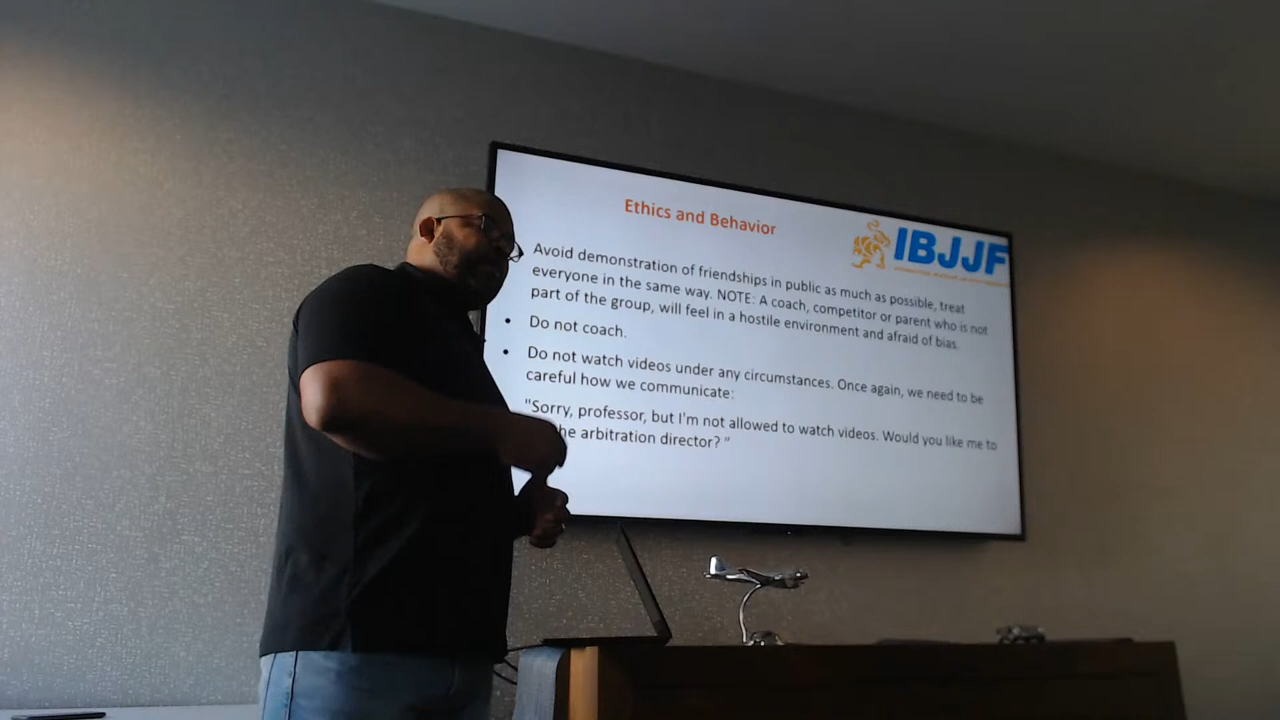 Ethics and Behavior
IBJJF
Avoid demonstration of friendships in public as much as possible, treat
everyone in the same way. NOTE: A coach, competitor or parent who is not
part of the group, will feel in a hostile environment and afraid of bias.
• Do not coach.
• Do not watch videos under any circumstances. Once again, we need to be
careful how we communicate:
"Sorry, professor, but I'm not allowed to watch videos. Would you like me to
he arbitration director? "